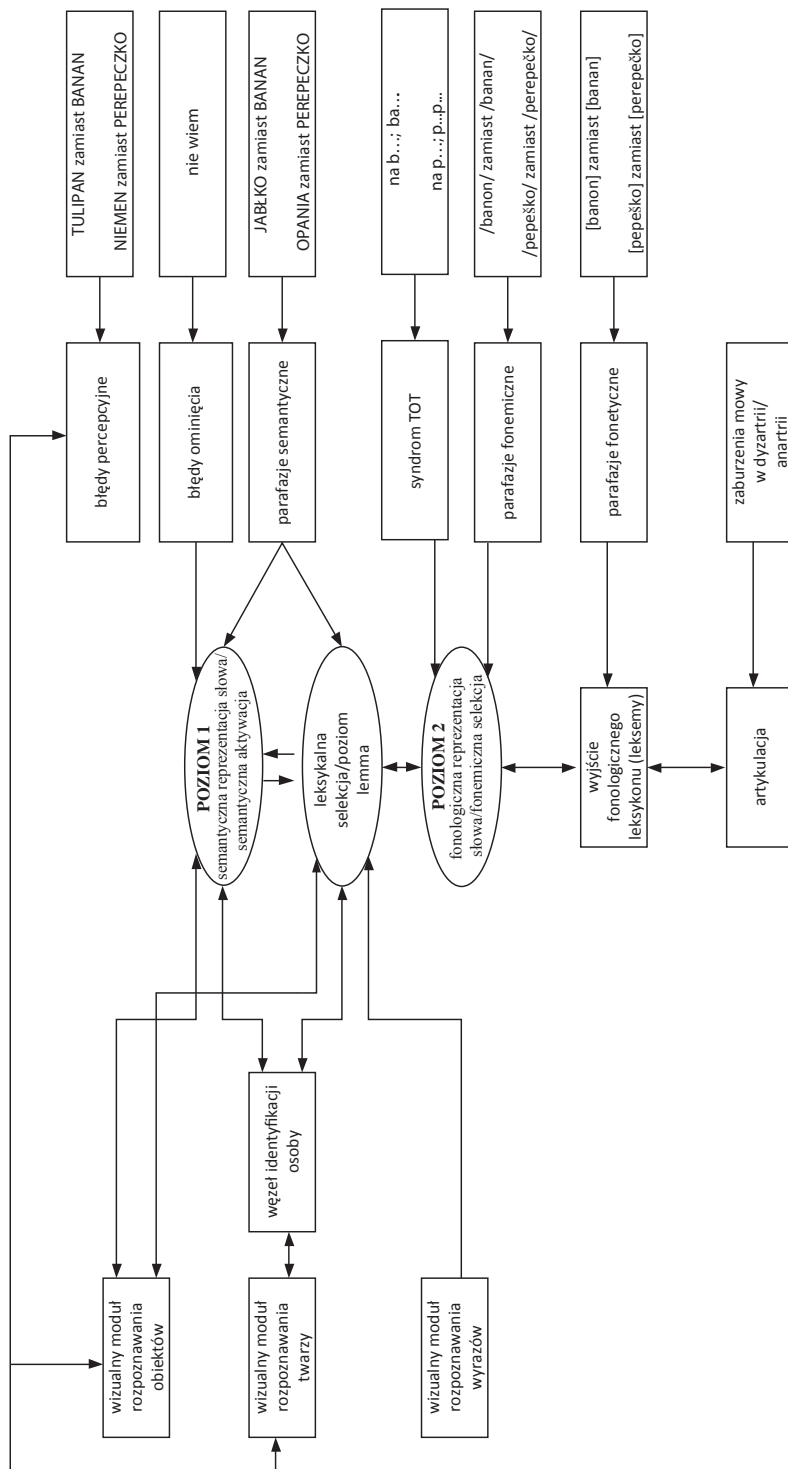 wizualny moduł
rozpoznawania
obiektów
wizualny moduł
rozpoznawania
twarzy
wizualny moduł
rozpoznawania
wyrazów
węzeł identyfikacji
osoby
POZIOM 1
semantyczna reprezentacja słowa/
semantyczna aktywacja
leksykalna
selekcja/poziom
lemma
POZIOM 2
fonologiczna reprezentacja
słowa/fonemiczna selekcja
wyjście
fonologicznego
leksykonu (leksemy)
artykulacja
błędy percepcyjne
błędy ominięcia
parafazje semantyczne
syndrom TOT
parafazje fonemiczne
parafazje fonetyczne
zaburzenia mowy
w dyzartrii/
anartrii
TULIPAN zamiast BANAN
NIEMEN zamiast PEREPECZKO
nie wiem
JABŁKO zamiast BANAN
OPANIA zamiast PEREPECZKO
na b…; ba…
na p…; p...p...
/banon/ zamiast /banan/
/pepeško/ zamiast /perepečko/
[banon] zamiast [banan]
[pepeško] zamiast [perepečko]